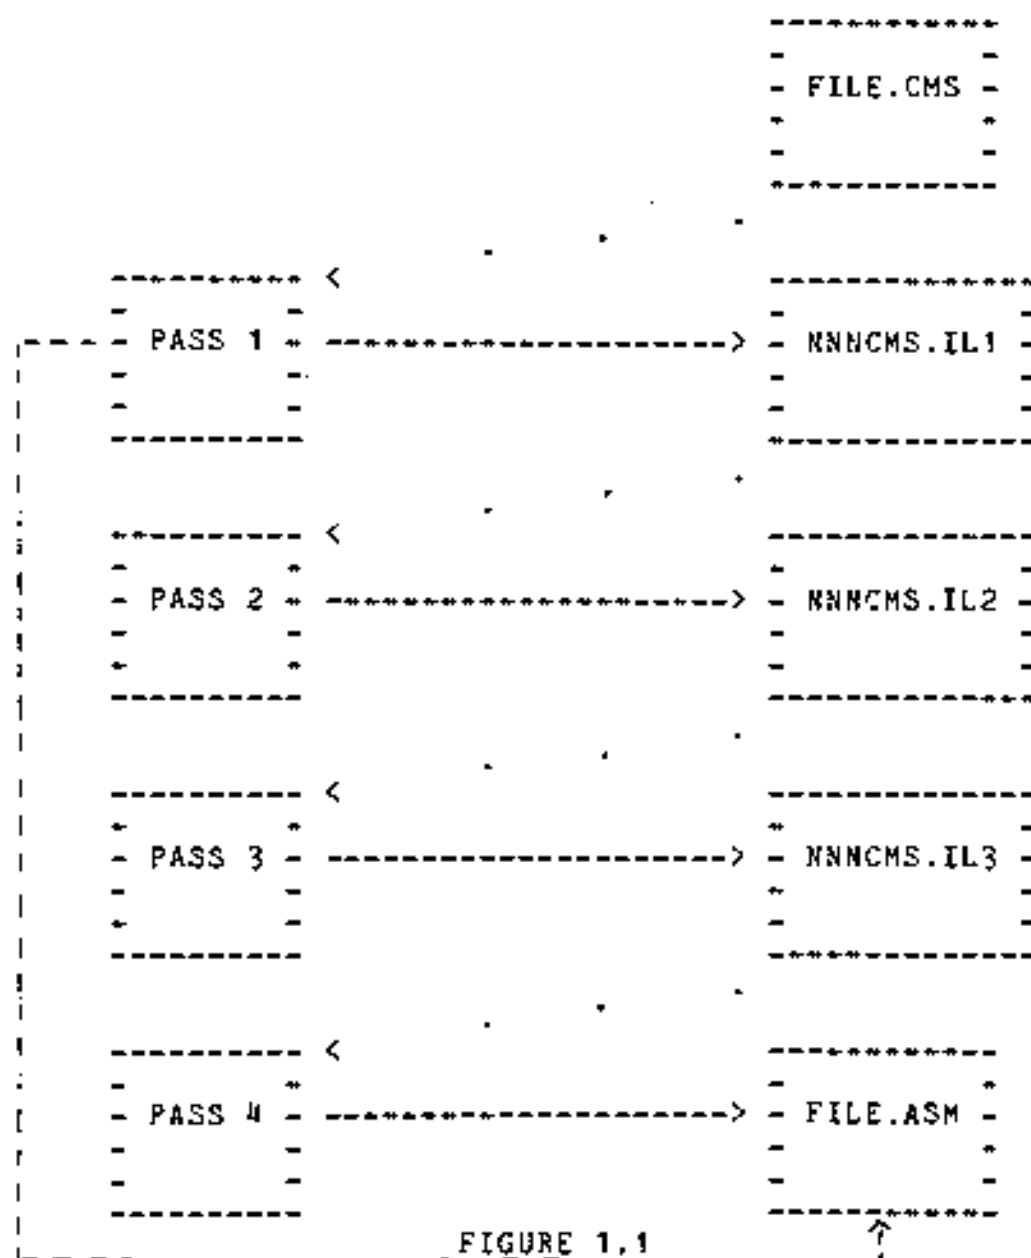 FILE.CMS
PASS 1
NNNCMS.IL1
PASS 2
NNNCMS.IL2
PASS 3
NNNCMS.IL3
PASS 4
FILE.ASM
FIGURE 1.1